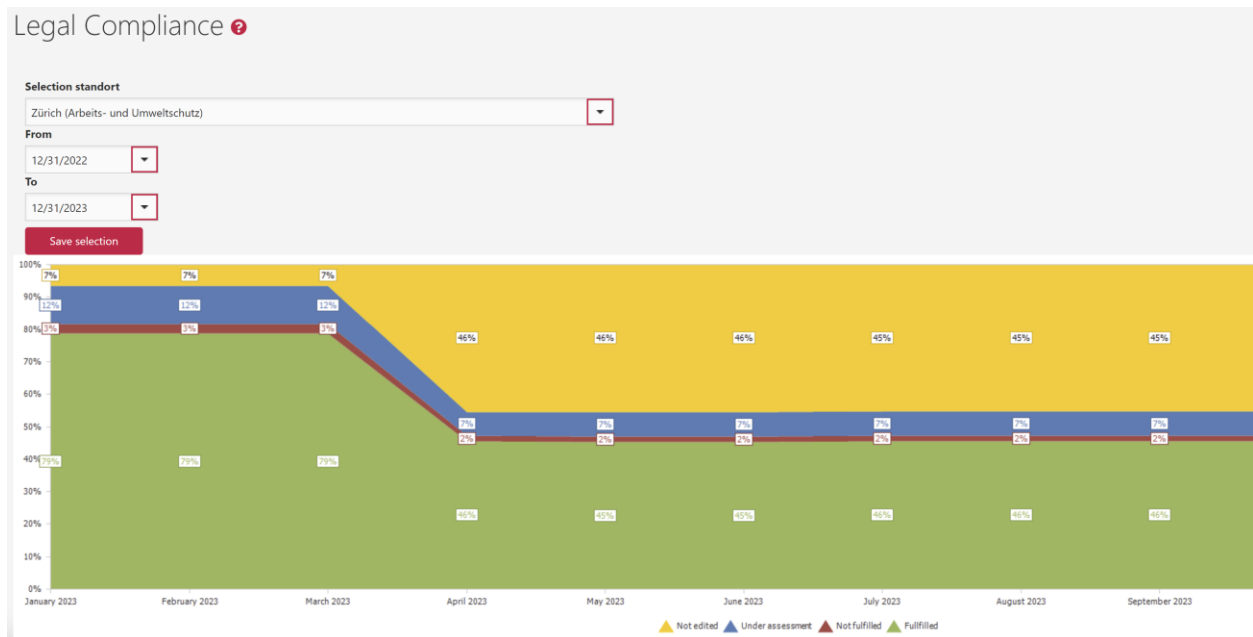 Legal Compliance ?
Selection standort
Zürich (Arbeits- und Umweltschutz)
From
12/31/2022
To
12/31/2023
Save selection
100%
7% 7% 7%
90%
12% 12% 12%
80% 3% 3% 3%
46% 46% 46% 45% 45% 45%
70%
60%
50%
7% 7% 7% 7% 7% 7%
2% 2% 2% 2% 2% 2%
40% 79% 79% 79%
30%
46% 45% 45% 46% 46% 46%
20%
10%
0%
January 2023 February 2023 March 2023 April 2023 May 2023 June 2023 July 2023 August 2023 September 2023
Not edited Under assessment Not fulfilled Fullfilled